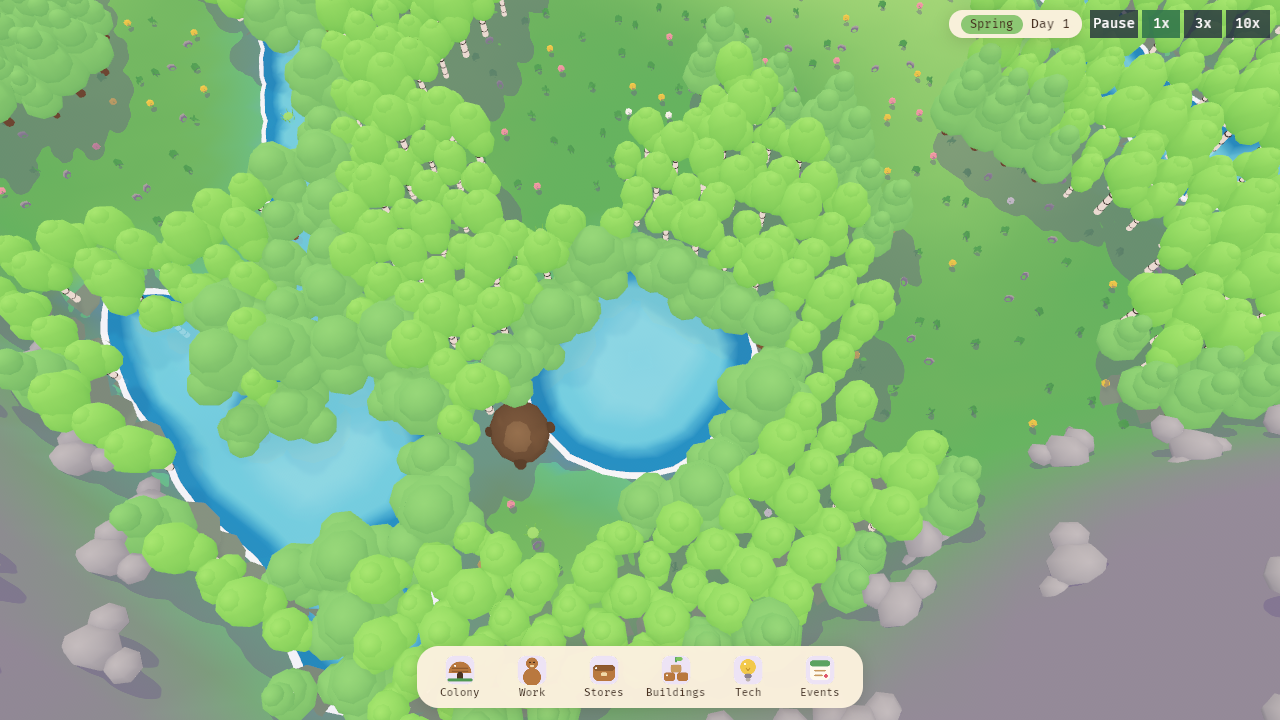 Spring Day 1 Pause 1x 3x 10x
Colony Work Stores Buildings Tech Events